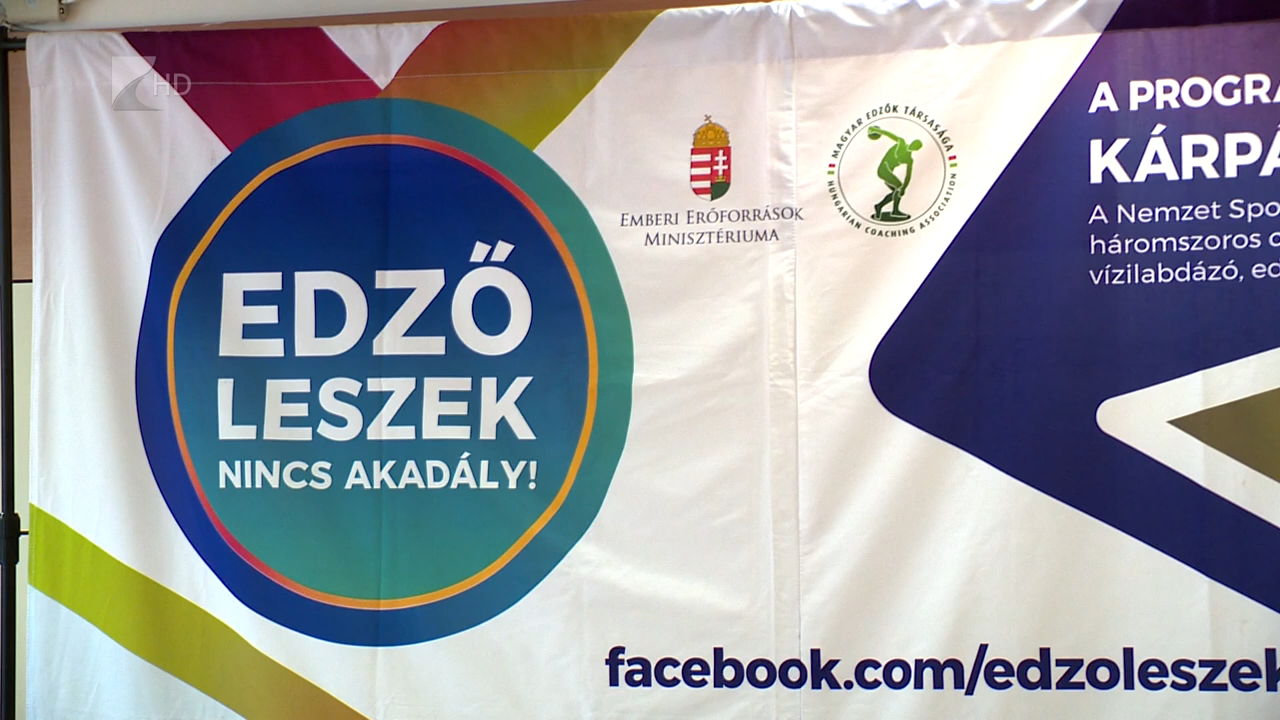 HD
EDZŐ
LESZEK
NINCS AKADÁLY!
EMBERI ERŐFORRÁSOK
MINISZTÉRIUMA
MAGYAR EDZŐK TÁRSASÁGA
HUNGARIAN COACHING ASSOCIATION
A PROGRA
KÁRPÁ
A Nemzet Spo
háromszoros o
vízilabdázó, ed
facebook.com/edzoleszek